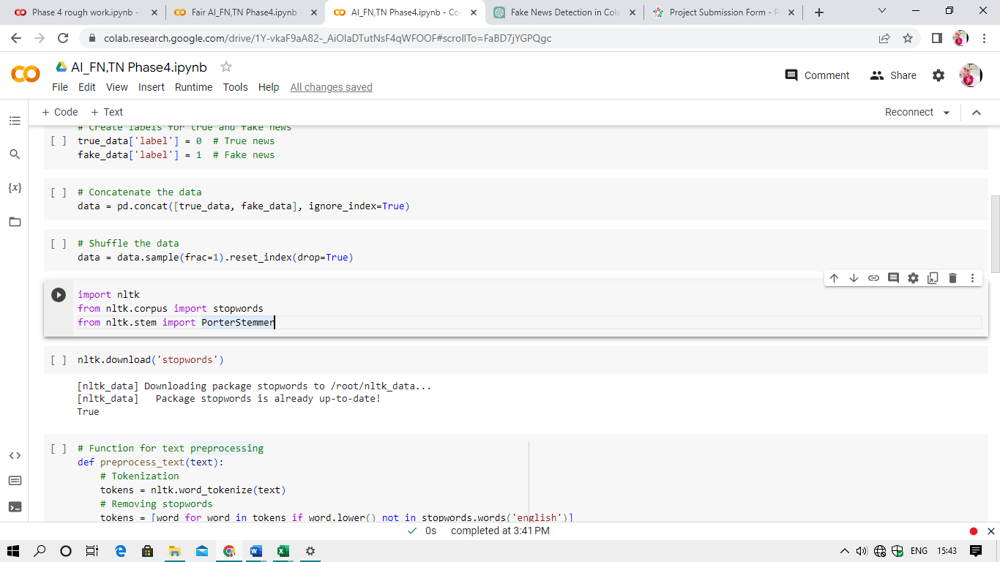 Phase 4 rough work.ipynb -
Fair AI_FN,TN Phase4.ipynb -
AI_FN,TN Phase4.ipynb - Co
Fake News Detection in Cola
Project Submission Form - P
colab.research.google.com/drive/1Y-vkaF9aA82-_AiOlaDTutNsF4qWFOOF#scrollTo=FaBD7jYGPQgc
AI_FN,TN Phase4.ipynb
File Edit View Insert Runtime Tools Help All changes saved
Comment Share
+ Code + Text
Reconnect
# Create labels for true and fake news
[ ] true_data['label'] = 0 # True news
fake_data['label'] = 1 # Fake news
[ ] # Concatenate the data
data = pd.concat([true_data, fake_data], ignore_index=True)
[ ] # Shuffle the data
data = data.sample(frac=1).reset_index(drop=True)
import nltk
from nltk.corpus import stopwords
from nltk.stem import PorterStemmer
[ ] nltk.download('stopwords')
[nltk_data] Downloading package stopwords to /root/nltk_data...
[nltk_data]   Package stopwords is already up-to-date!
True
[ ] # Function for text preprocessing
def preprocess_text(text):
# Tokenization
tokens = nltk.word_tokenize(text)
# Removing stopwords
tokens = [word for word in tokens if word.lower() not in stopwords.words('english')]
{x}
0s completed at 3:41 PM
ENG 15:43